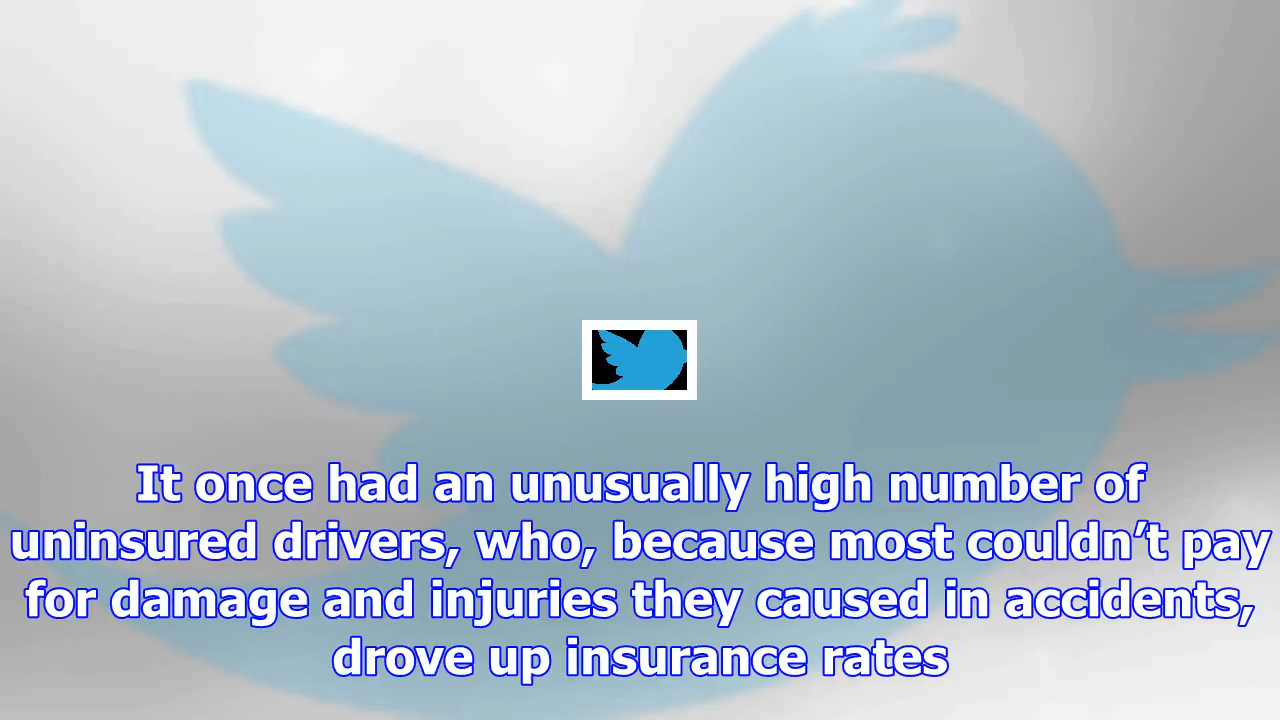 It once had an unusually high number of
uninsured drivers, who, because most couldn’t pay
for damage and injuries they caused in accidents,
drove up insurance rates